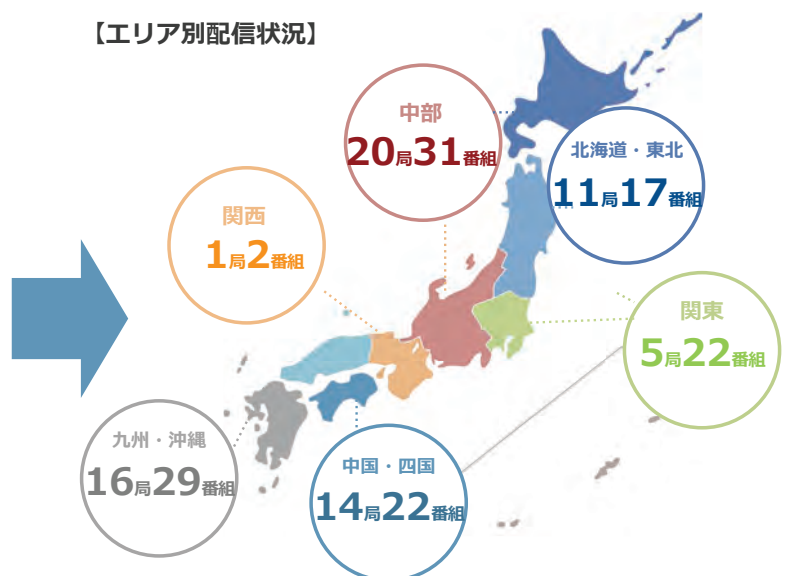 【エリア別配信状況】
中部
20局31番組
北海道・東北
11局17番組
関西
1局2番組
関東
5局22番組
九州・沖縄
16局29番組
中国・四国
14局22番組